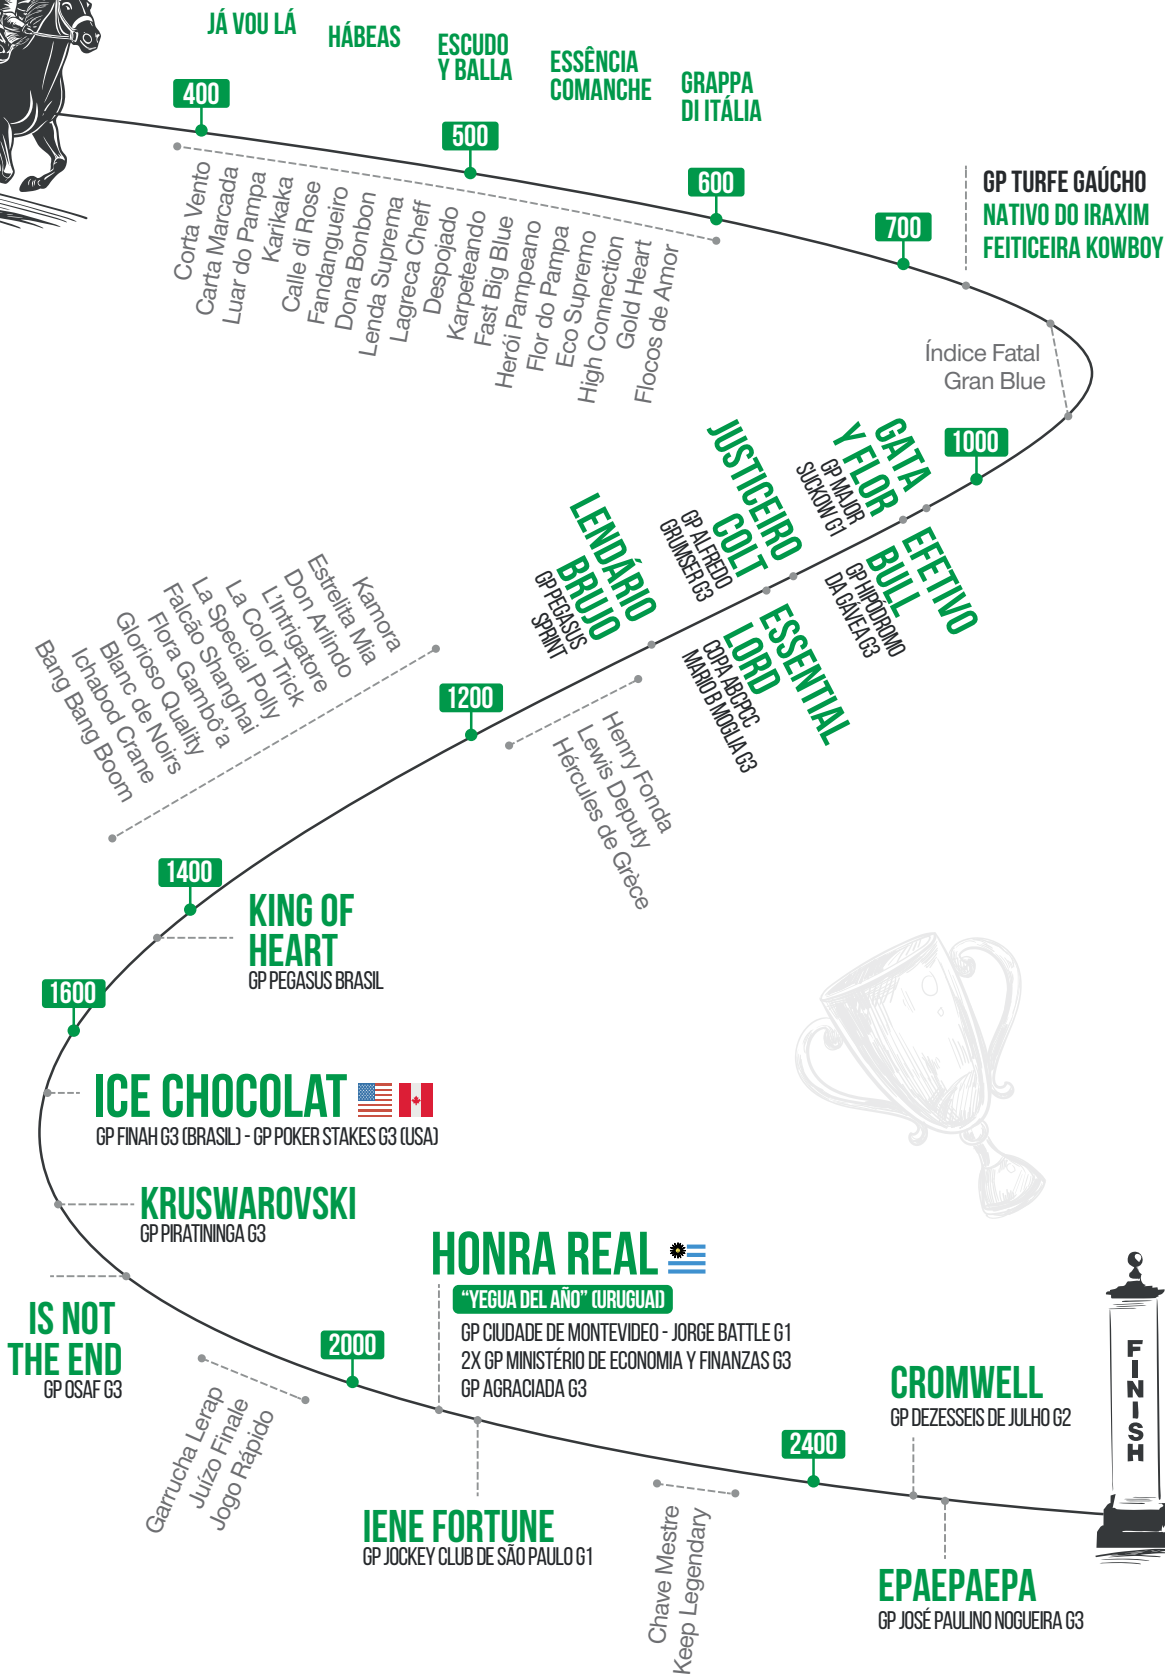 JÁ VOU LÁ
HÁBEAS
ESCUDO
Y BALLA
ESSÊNCIA
COMANCHE
GRAPPA
DI ITÁLIA
400
500
600
700
Corta Vento
Carta Marcada
Luar do Pampa
Karikaka
Calle di Rose
Fandangueiro
Dona Bonbon
Lenda Suprema
Lagreca Cheff
Despojado
Karpeteando
Fast Big Blue
Herói Pampeano
Flor do Pampa
Eco Supremo
High Connection
Gold Heart
Flocos de Amor
GP TURFE GAÚCHO
NATIVO DO IRAXIM
FEITICEIRA KOWBOY
Índice Fatal
Gran Blue
1000
GATA
Y FLOR
GP MAJOR
SUCKOW G1
EFETIVO
BULL
GP HIPÓDROMO
DA GÁVEA G3
JUSTICEIRO
COLT
GP ALFREDO
GRUMSER G3
ESSENTIAL
LORD
COPA ABCPCC
MARIO B MOGLIA G3
LENDÁRIO
BRUJO
GP PEGASUS
SPRINT
Henry Fonda
Lewis Deputy
Hércules de Grèce
1200
Kamora
Estrelita Mia
Don Arlindo
L'Intrigatore
La Color Trick
La Special Polly
Falcão Shanghai
Flora Gambô'a
Glorioso Quality
Blanc de Noirs
Ichabod Crane
Bang Bang Boom
1400
KING OF
HEART
GP PEGASUS BRASIL
1600
ICE CHOCOLAT
GP FINAH G3 (BRASIL) - GP POKER STAKES G3 (USA)
KRUSWAROVSKI
GP PIRATININGA G3
IS NOT
THE END
GP OSAF G3
Garrucha Lerap
Juízo Finale
Jogo Rápido
2000
HONRA REAL
“YEGUA DEL AÑO” (URUGUAI)
GP CIUDADE DE MONTEVIDEO - JORGE BATTLE G1
2X GP MINISTÉRIO DE ECONOMIA Y FINANZAS G3
GP AGRACIADA G3
IENE FORTUNE
GP JOCKEY CLUB DE SÃO PAULO G1
Chave Mestre
Keep Legendary
2400
CROMWELL
GP DEZESSEIS DE JULHO G2
EPAEPAEPA
GP JOSÉ PAULINO NOGUEIRA G3
FINISH